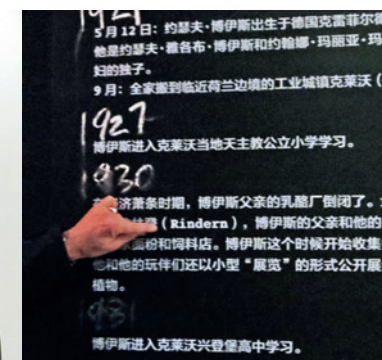 1921
5月12日：约瑟夫·博伊斯出生于德国克雷菲尔德
他是约瑟夫·雅各布·博伊斯和约翰娜·玛丽亚·玛
妇的独子。
9月：全家搬到临近荷兰边境的工业城镇克莱沃（
1927
博伊斯进入克莱沃当地天主教公立小学学习。
1930
经济萧条时期，博伊斯父亲的乳酪厂倒闭了。
（Rindern），博伊斯的父亲和他的
粉和饲料店。博伊斯这个时候开始收集
他和他的玩伴们还以小型“展览”的形式公开展
植物。
1931
博伊斯进入克莱沃兴登堡高中学习。